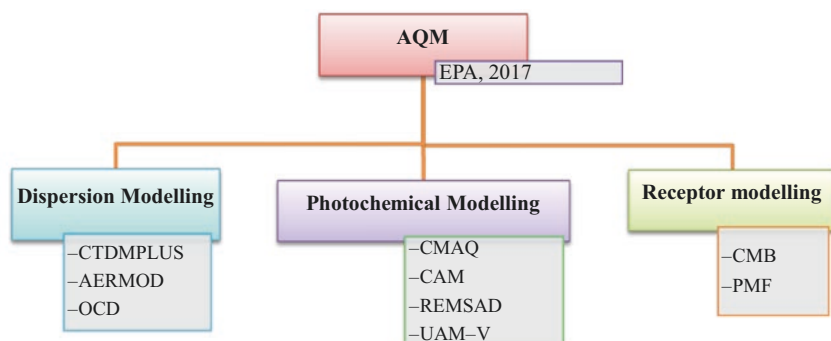 AQM
EPA, 2017
Dispersion Modelling
–CTDMPLUS
–AERMOD
–OCD
Photochemical Modelling
–CMAQ
–CAM
–REMSAD
–UAM–V
Receptor modelling
–CMB
–PMF